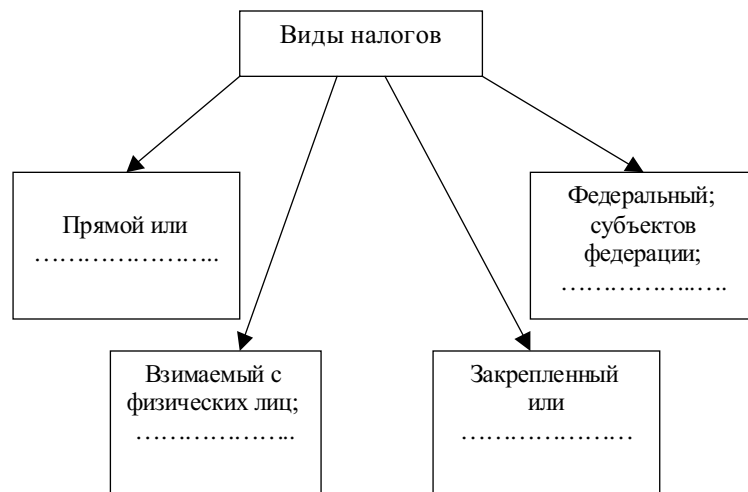 Виды налогов
Прямой или
…………………..
Федеральный;
субъектов
федерации;
……………..….
Взимаемый с
физических лиц;
………………..
Закрепленный
или
…………………